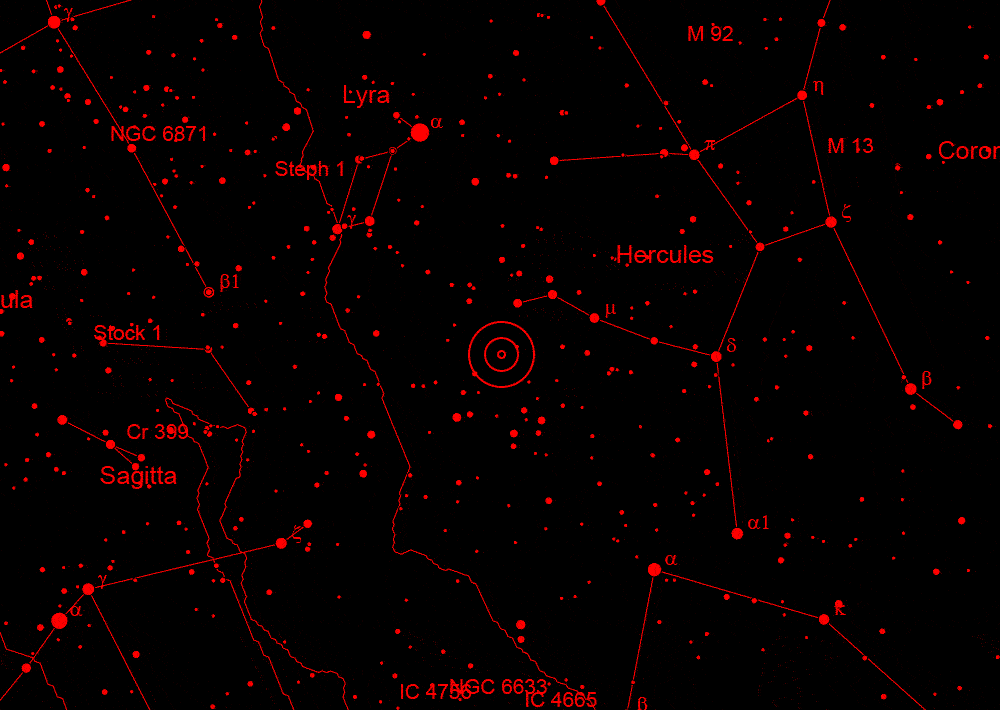 γ
M 92
η
Lyra
α
NGC 6871
π
M 13
Coror
Steph 1
γ
ζ
Hercules
β1
ula
μ
Stock 1
δ
β
Cr 399
Sagitta
α1
ζ
α
γ
α
κ
IC 4756
NGC 6633
IC 4665
β